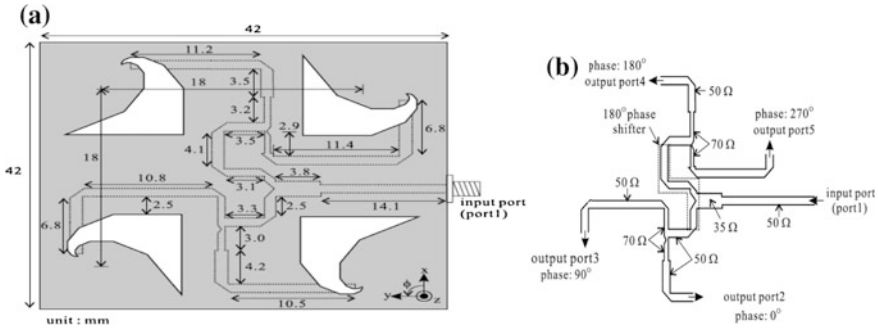 (a)
42
11.2
18
3.5
3.2
2.9
6.8
3.5
11.4
4.1
18
42
10.8
3.1
3.8
input port
(port1)
14.1
6.8
2.5
3.3
2.5
3.0
4.2
10.5
x
y
z
ϕ
unit : mm
(b)
phase: 180°
output port4
50 Ω
180° phase
shifter
phase: 270°
output port5
70 Ω
50 Ω
input port
(port1)
35 Ω
50 Ω
output port3
phase: 90°
70 Ω
50 Ω
output port2
phase: 0°